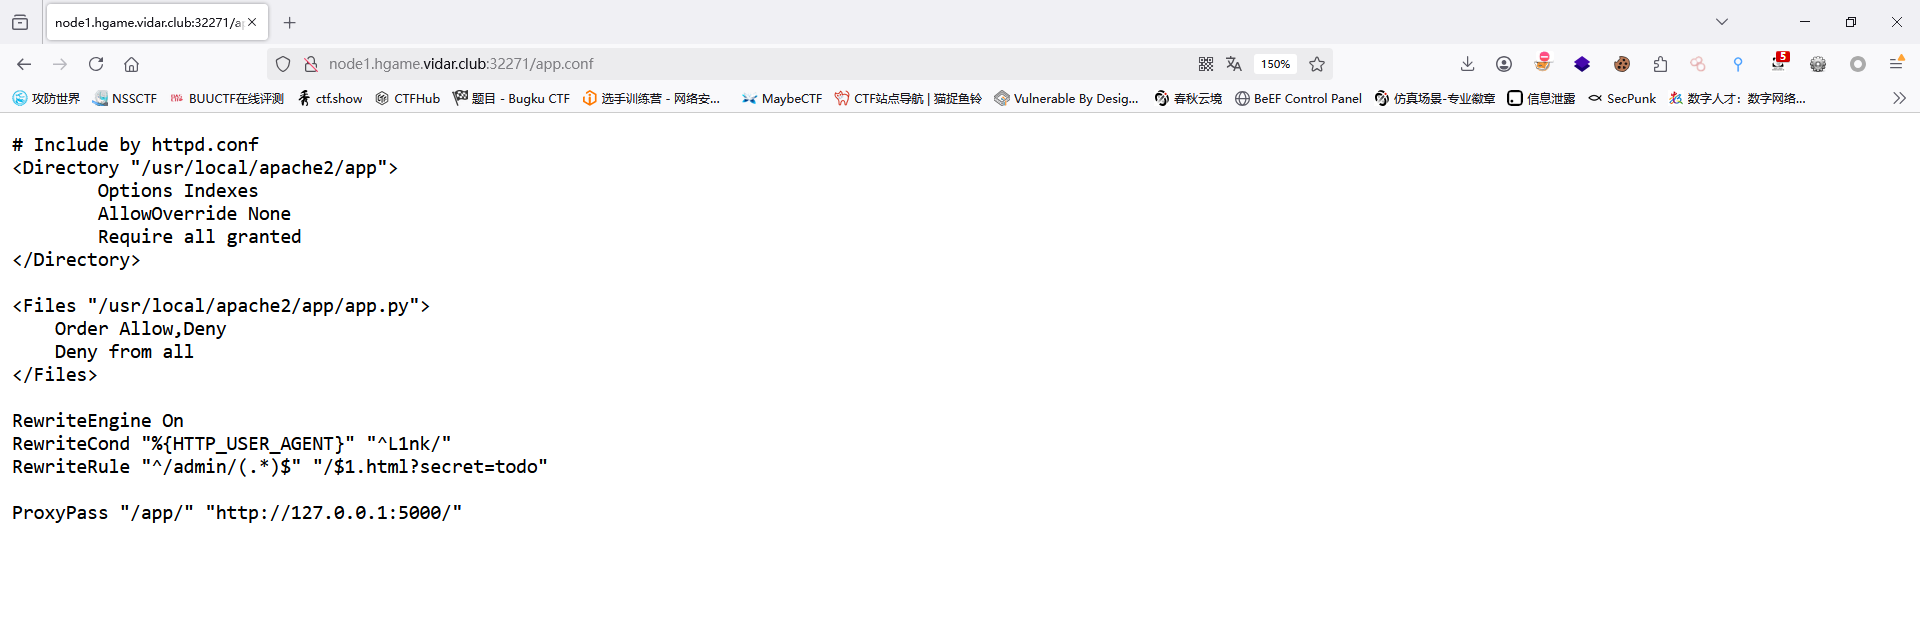 node1.hgame.vidar.club:32271/a
node1.hgame.vidar.club:32271/app.conf
150%
5
攻防世界 NSSCTF BUUCTF在线评测 ctf.show CTFHub 题目 - Bugku CTF 选手训练营 - 网络安... MaybeCTF CTF站点导航 | 猫捉鱼铃 Vulnerable By Desig... 春秋云境 BeEF Control Panel 仿真场景-专业徽章 信息泄露 SecPunk 数字人才：数字网络...
# Include by httpd.conf
<Directory "/usr/local/apache2/app">
        Options Indexes
        AllowOverride None
        Require all granted
</Directory>
<Files "/usr/local/apache2/app/app.py">
    Order Allow,Deny
    Deny from all
</Files>
RewriteEngine On
RewriteCond "%{HTTP_USER_AGENT}" "^L1nk/"
RewriteRule "^/admin/(.*)$" "/$1.html?secret=todo"
ProxyPass "/app/" "http://127.0.0.1:5000/"